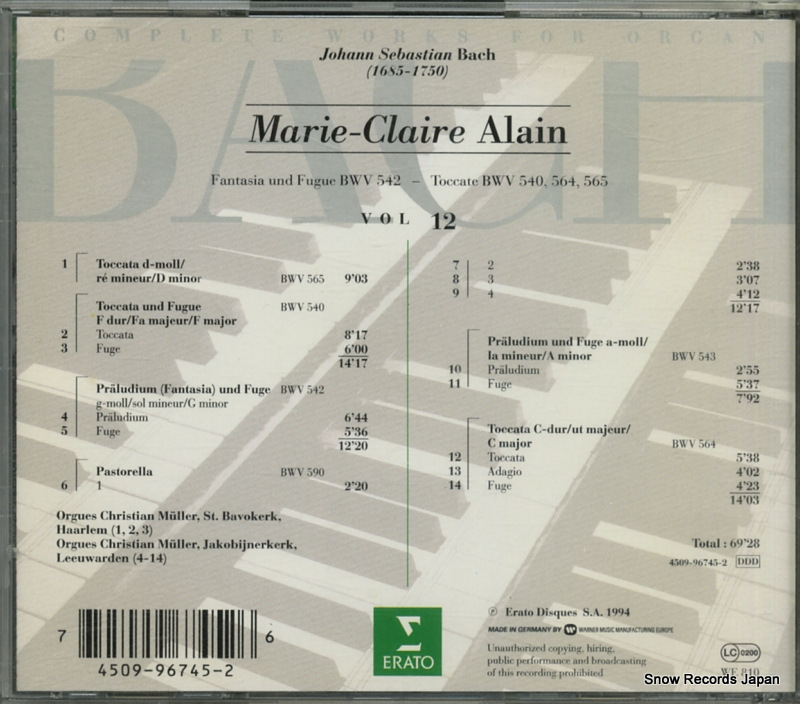 COMPLETE WORKS FOR ORGAN
BACH
Johann Sebastian Bach
(1685-1750)
Marie-Claire Alain
Fantasia und Fugue BWV 542 – Toccate BWV 540, 564, 565
VOL 12
1 Toccata d-moll/
ré mineur/D minor BWV 565 9'03
Toccata und Fugue BWV 540
F dur/Fa majeur/F major
2 Toccata 8'17
3 Fuge 6'00
14'17
Präludium (Fantasia) und Fuge BWV 542
g-moll/sol mineur/G minor
4 Präludium 6'44
5 Fuge 5'36
12'20
Pastorella BWV 590
6 1 2'20
Orgues Christian Müller, St. Bavokerk,
Haarlem (1, 2, 3)
Orgues Christian Müller, Jakobijnerkerk,
Leeuwarden (4-14)
7 2 2'38
8 3 3'07
9 4 4'12
12'17
Präludium und Fuge a-moll/
la mineur/A minor BWV 543
10 Präludium 2'55
11 Fuge 5'37
7'92
Toccata C-dur/ut majeur/
C major BWV 564
12 Toccata 5'38
13 Adagio 4'02
14 Fuge 4'23
14'03
Total : 69'28
4509-96745-2 DDD
7 4509-96745-2 6
ERATO
℗ Erato Disques S.A. 1994
MADE IN GERMANY BY WARNER MUSIC MANUFACTURING EUROPE
Unauthorized copying, hiring,
public performance and broadcasting
of this recording prohibited
LC 0200
WE 810
Snow Records Japan